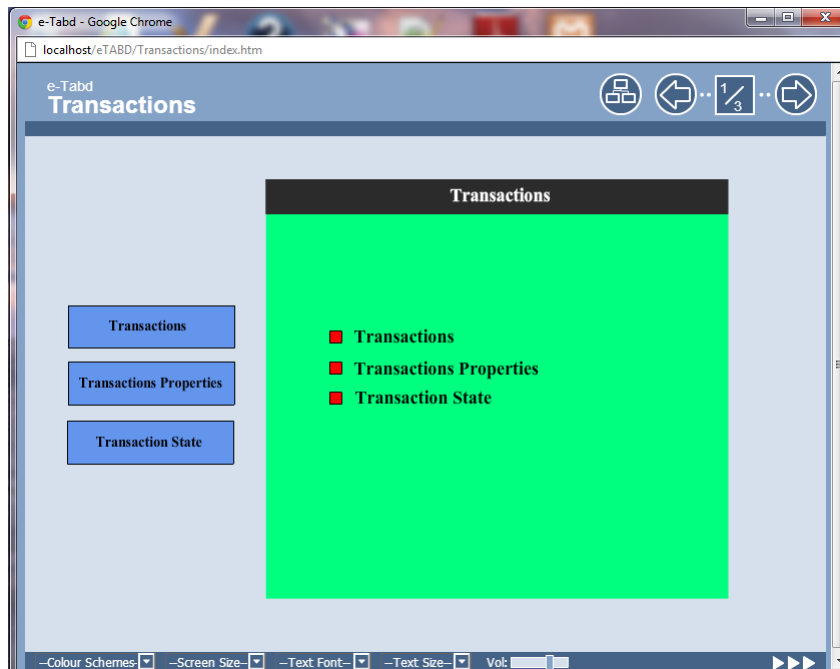 e-Tabd - Google Chrome
localhost/eTABD/Transactions/index.htm
e-Tabd
Transactions
1/3
Transactions
Transactions
Transactions Properties
Transaction State
Transactions
Transactions Properties
Transaction State
--Colour Schemes- --Screen Size-- --Text Font-- --Text Size-- Vol: